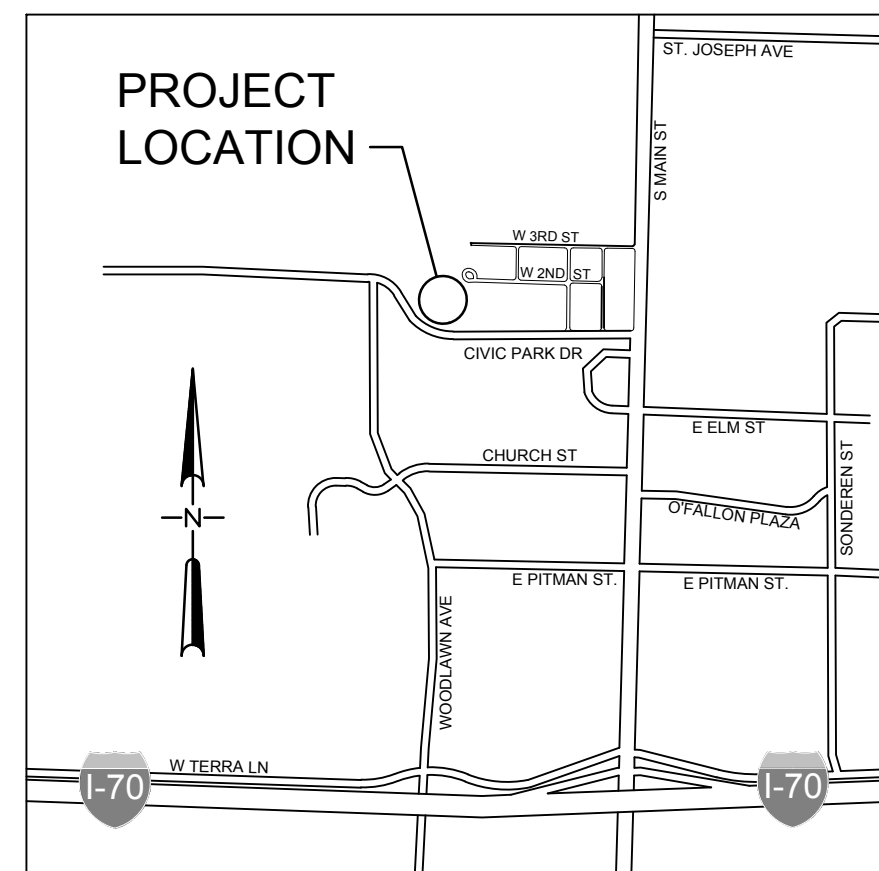 ST. JOSEPH AVE
PROJECT
LOCATION
S MAIN ST
W 3RD ST
W 2ND ST
CIVIC PARK DR
E ELM ST
CHURCH ST
SONDEREN ST
O'FALLON PLAZA
N
E PITMAN ST.
E PITMAN ST.
WOODLAWN AVE
W TERRA LN
I-70
I-70